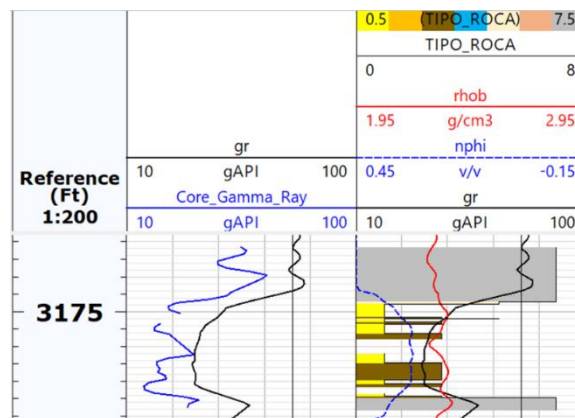 0.5 (TIPO_ROCA) 7.5
TIPO_ROCA
0 8
rhob
1.95 g/cm3 2.95
gr nphi
10 gAPI 100 0.45 v/v -0.15
Reference
(Ft)
1:200
Core_Gamma_Ray gr
10 gAPI 100 10 gAPI 100
3175